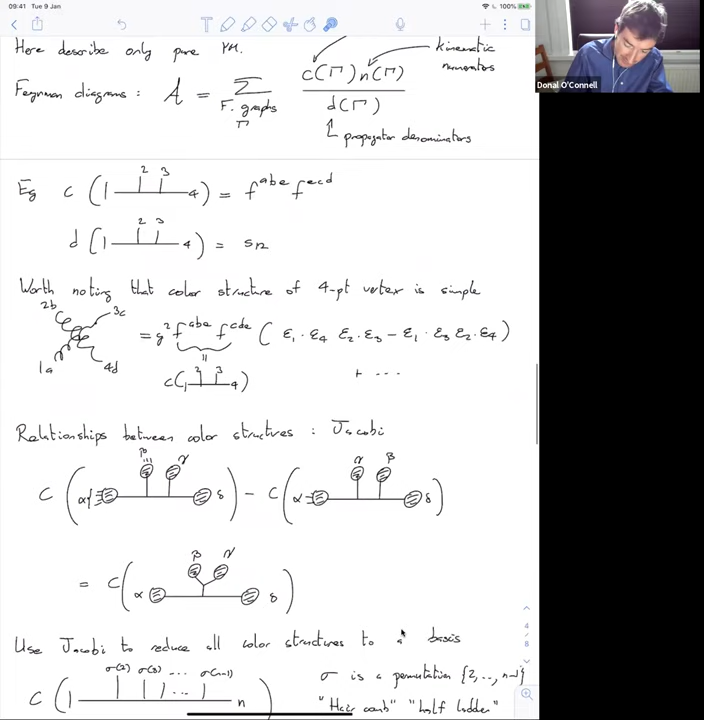 09:41 Tue 9 Jan 100%
Here describe only pure YM.
kinematic numerators
Feynman diagrams : A = Σ c(Γ) n(Γ) / d(Γ)
F. graphs Γ
propagator denominators
Donal O'Connell
Eg c ( 1 2 3 4 ) = f^{abe} f^{ecd}
d ( 1 2 3 4 ) = s_{12}
Worth noting that color structure of 4-pt vertex is simple
2b 3c 1a 4d = g² f^{abe} f^{cde} ( ε₁·ε₄ ε₂·ε₃ − ε₁·ε₃ ε₂·ε₄ )
c( 1 2 3 4 ) + ...
Relationships between color structures : Jacobi
C ( α β γ δ ) − C ( α γ β δ )
= C ( α β γ δ )
Use Jacobi to reduce all color structures to a basis
C ( 1 σ(2) σ(3) ... σ(n-1) n )
σ is a permutation {2,..,n-1}
"Hair comb" "half ladder"
4 / 8